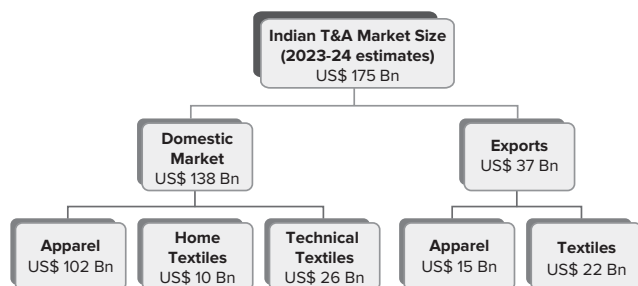 Indian T&A Market Size
(2023-24 estimates)
US$ 175 Bn
Domestic
Market
US$ 138 Bn
Exports
US$ 37 Bn
Apparel
US$ 102 Bn
Home
Textiles
US$ 10 Bn
Technical
Textiles
US$ 26 Bn
Apparel
US$ 15 Bn
Textiles
US$ 22 Bn